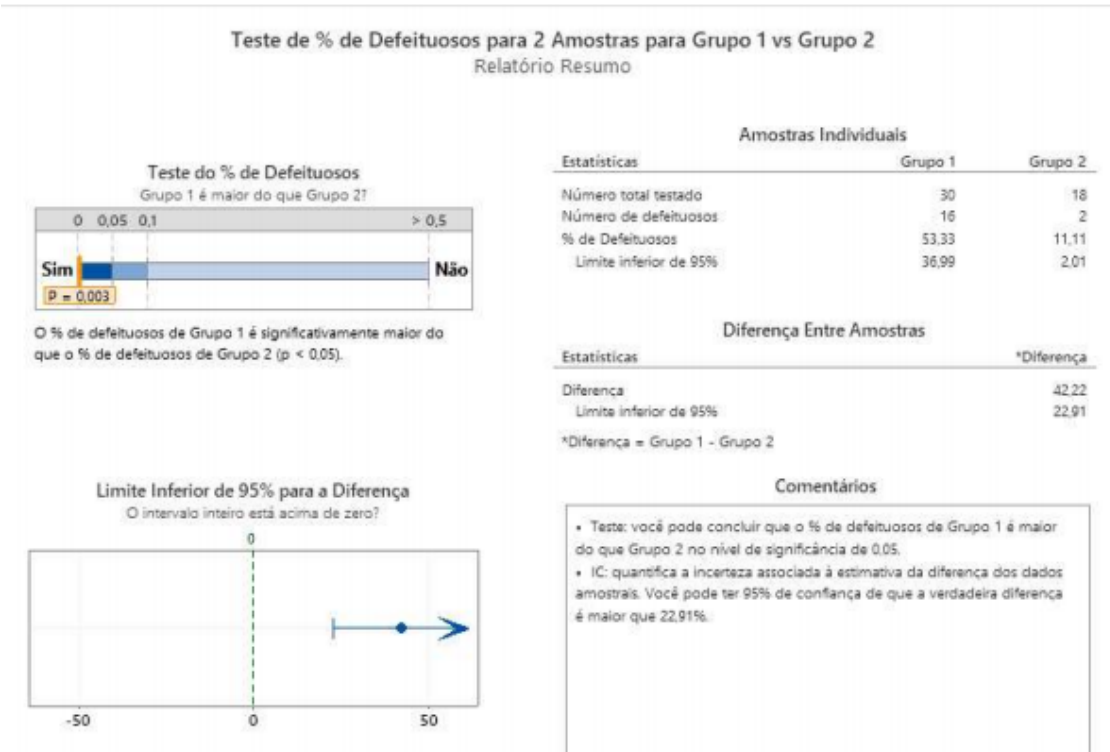 Teste de % de Defeituosos para 2 Amostras para Grupo 1 vs Grupo 2
Relatório Resumo
Teste do % de Defeituosos
Grupo 1 é maior do que Grupo 2?
0 0,05 0,1 > 0,5
Sim Não
P = 0,003
O % de defeituosos de Grupo 1 é significativamente maior do
que o % de defeituosos de Grupo 2 (p < 0,05).
Limite Inferior de 95% para a Diferença
O intervalo inteiro está acima de zero?
0
-50 0 50
Amostras Individuais
Estatísticas Grupo 1 Grupo 2
Número total testado 30 18
Número de defeituosos 16 2
% de Defeituosos 53,33 11,11
Limite inferior de 95% 36,99 2,01
Diferença Entre Amostras
Estatísticas *Diferença
Diferença 42,22
Limite inferior de 95% 22,91
*Diferença = Grupo 1 - Grupo 2
Comentários
• Teste: você pode concluir que o % de defeituosos de Grupo 1 é maior
do que Grupo 2 no nível de significância de 0,05.
• IC: quantifica a incerteza associada à estimativa da diferença dos dados
amostrais. Você pode ter 95% de confiança de que a verdadeira diferença
é maior que 22,91%.